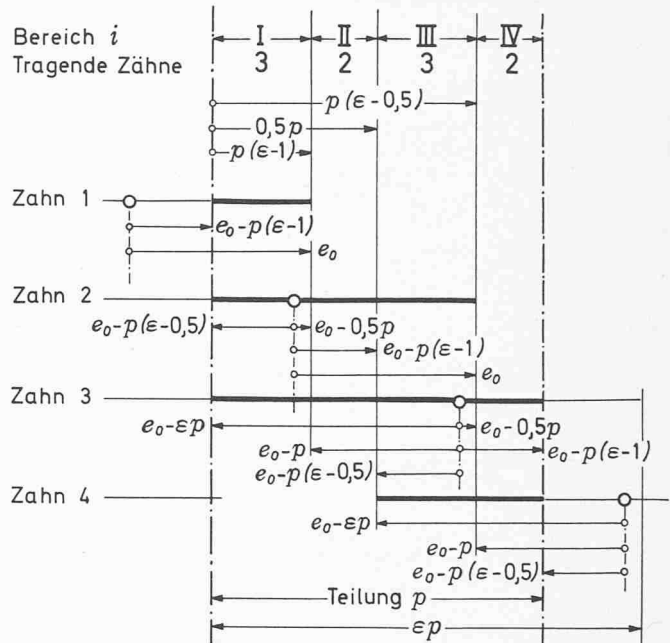 Bereich i I II III IV
Tragende Zähne 3 2 3 2
p(ε-0,5)
0,5p
p(ε-1)
Zahn 1
e₀-p(ε-1)
e₀
Zahn 2
e₀-p(ε-0,5) e₀-0,5p
e₀-p(ε-1)
e₀
Zahn 3
e₀-εp e₀-0,5p
e₀-p e₀-p(ε-1)
e₀-p(ε-0,5)
Zahn 4
e₀-εp
e₀-p
e₀-p(ε-0,5)
Teilung p
εp